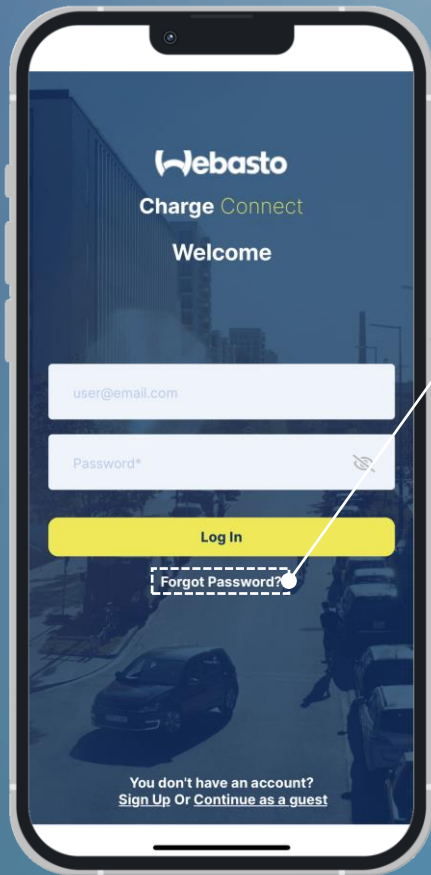 Webasto
Charge Connect
Welcome
user@email.com
Password*
Log In
Forgot Password?
You don't have an account?
Sign Up Or Continue as a guest